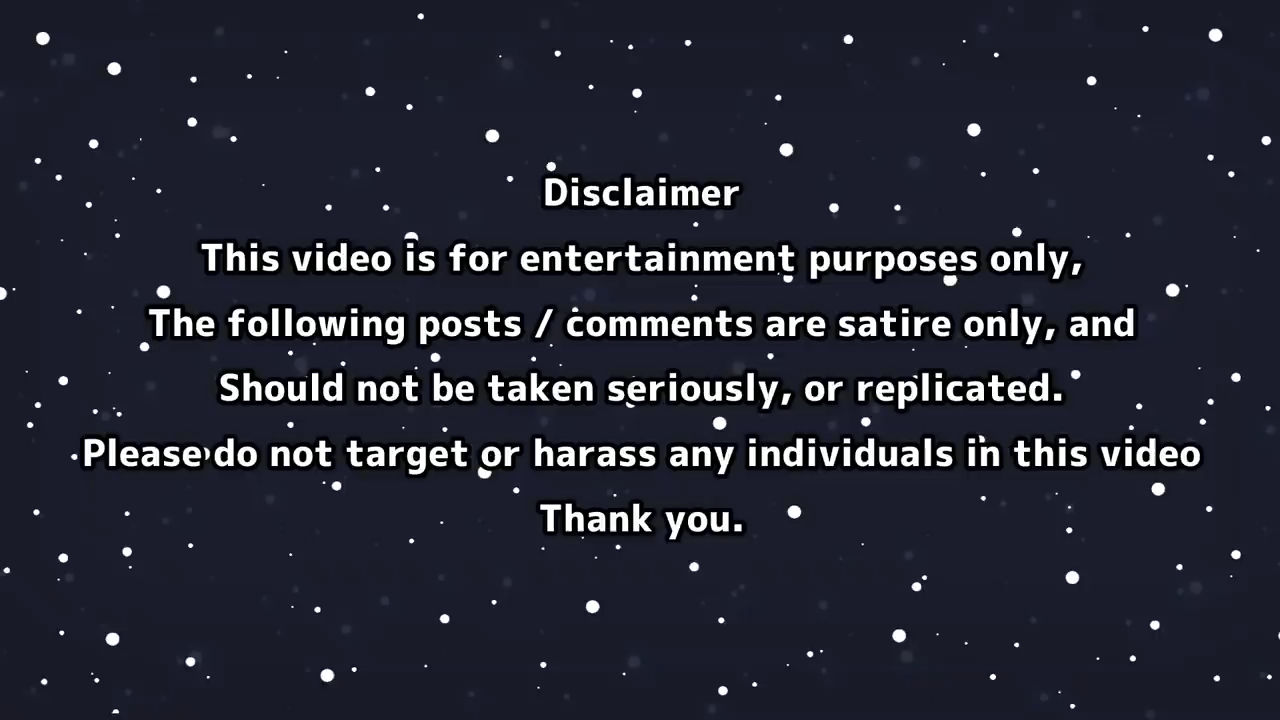 Disclaimer
This video is for entertainment purposes only,
The following posts / comments are satire only, and
Should not be taken seriously, or replicated.
Please do not target or harass any individuals in this video
Thank you.